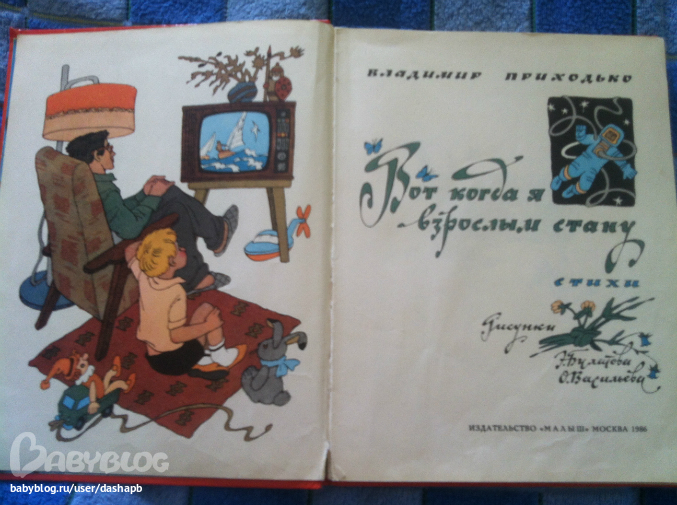 ВЛАДИМИР ПРИХОДЬКО
Вот когда я
взрослым стану
СТИХИ
Рисунки
Э. Булатова
О. Васильева
ИЗДАТЕЛЬСТВО «МАЛЫШ» МОСКВА 1986
BABYBLOG
babyblog.ru/user/dashapb